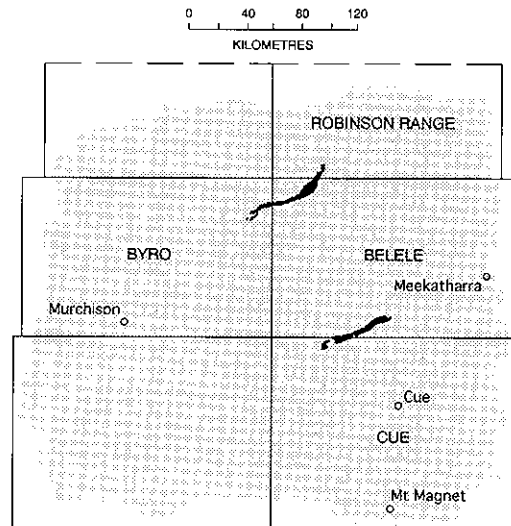 0 40 80 120
KILOMETRES
ROBINSON RANGE
BYRO
BELELE
Meekatharra
Murchison
Cue
CUE
Mt. Magnet